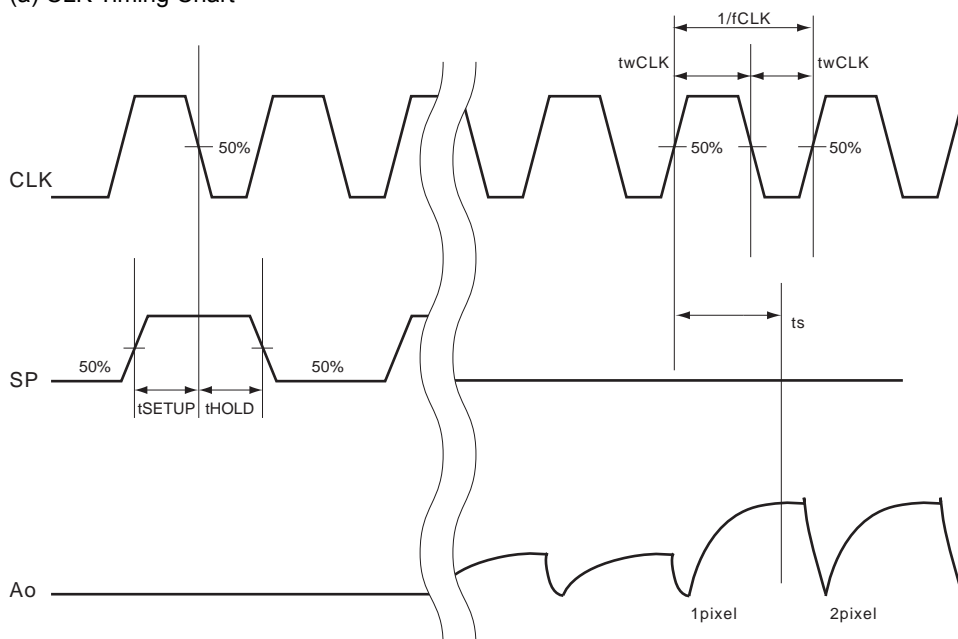 1/fCLK
twCLK
twCLK
50%
50%
50%
CLK
ts
50%
50%
SP
tSETUP
tHOLD
Ao
1pixel
2pixel